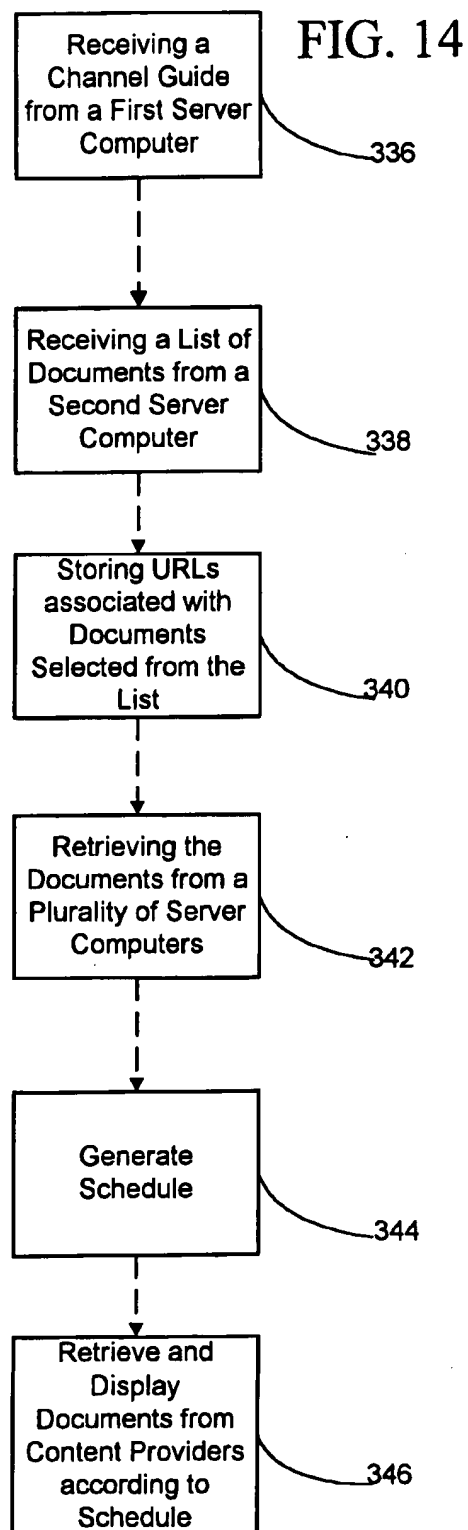 FIG. 14
Receiving a
Channel Guide
from a First Server
Computer
336
Receiving a List of
Documents from a
Second Server
Computer
338
Storing URLs
associated with
Documents
Selected from the
List
340
Retrieving the
Documents from a
Plurality of Server
Computers
342
Generate
Schedule
344
Retrieve and
Display
Documents from
Content Providers
according to
Schedule
346